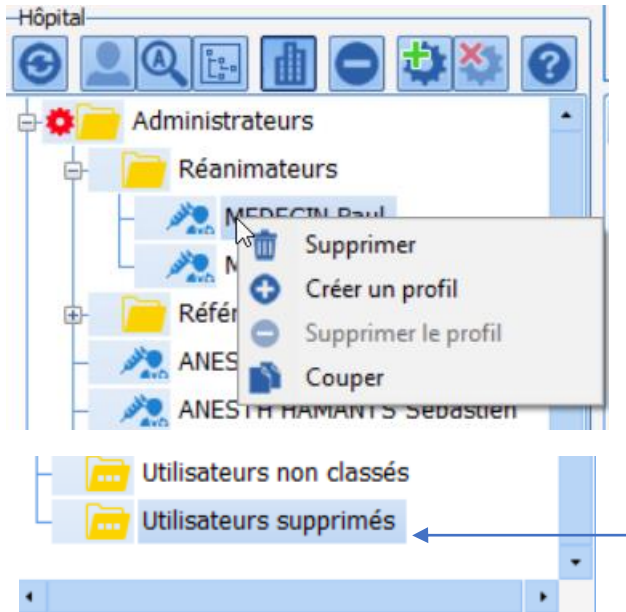 Hôpital
Administrateurs
Réanimateurs
MEDECIN Paul
Supprimer
Créer un profil
Supprimer le profil
Couper
ANESTH HAMANTS Sébastien
Utilisateurs non classés
Utilisateurs supprimés